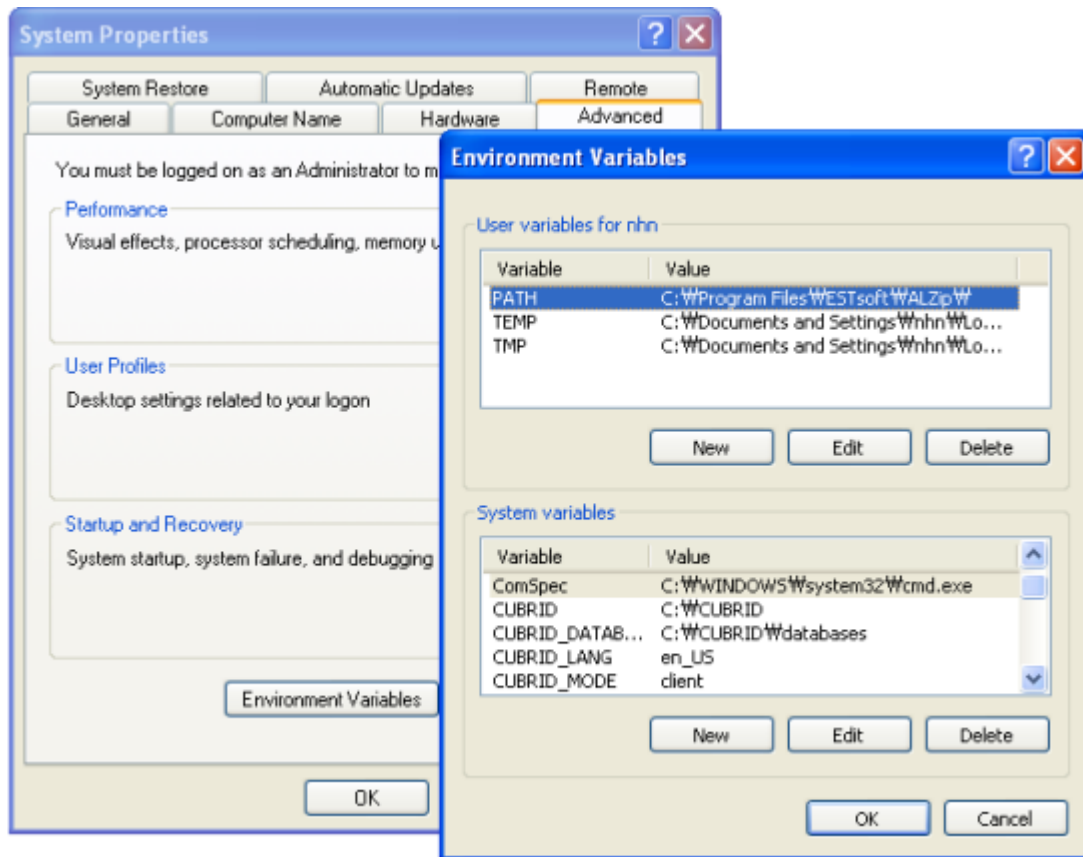 System Properties
System Restore Automatic Updates Remote
General Computer Name Hardware Advanced
You must be logged on as an Administrator to m
Performance
Visual effects, processor scheduling, memory u
User Profiles
Desktop settings related to your logon
Startup and Recovery
System startup, system failure, and debugging
Environment Variables
OK
Environment Variables
User variables for nhn
Variable Value
PATH C:₩Program Files₩ESTsoft₩ALZip₩
TEMP C:₩Documents and Settings₩nhn₩Lo...
TMP C:₩Documents and Settings₩nhn₩Lo...
New Edit Delete
System variables
Variable Value
ComSpec C:₩WINDOWS₩system32₩cmd.exe
CUBRID C:₩CUBRID
CUBRID_DATAB... C:₩CUBRID₩databases
CUBRID_LANG en_US
CUBRID_MODE client
New Edit Delete
OK Cancel